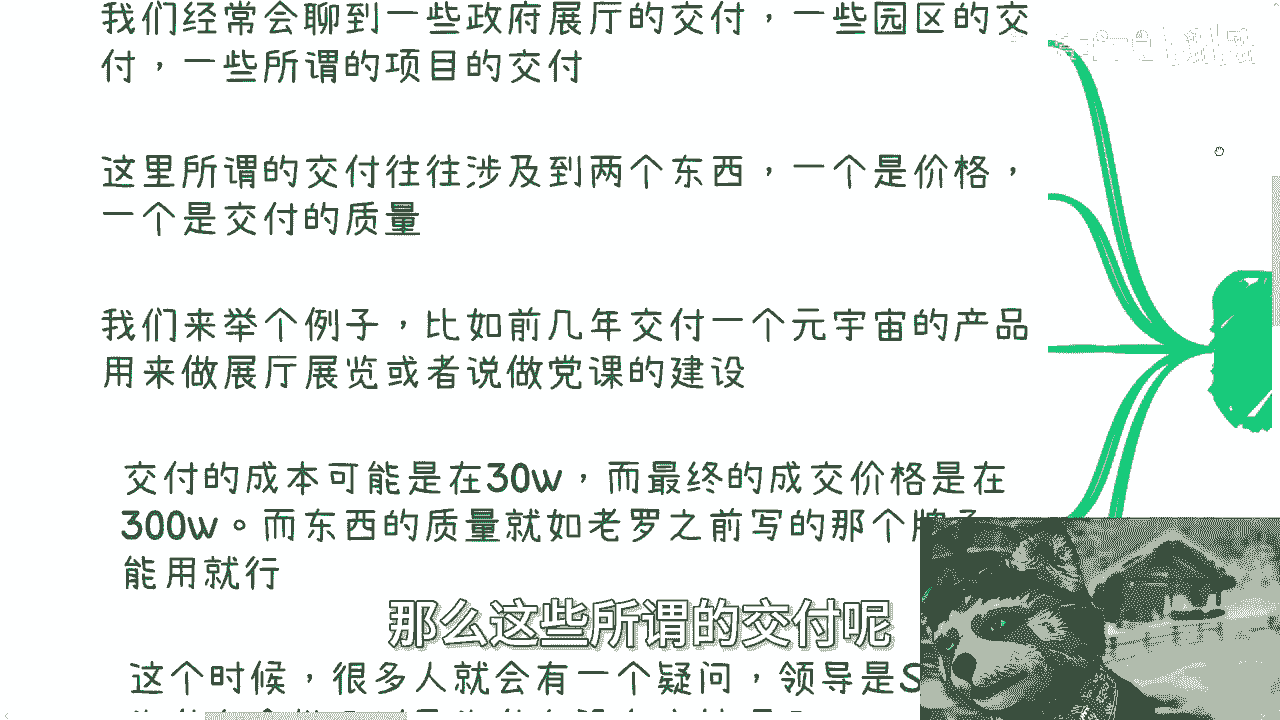 我们经常会聊到一些政府展厅的交付，一些园区的交
付，一些所谓的项目的交付
这里所谓的交付往往涉及到两个东西，一个是价格，
一个是交付的质量
我们来举个例子，比如前几年交付一个元宇宙的产品
用来做展厅展览或者说做党课的建设
交付的成本可能是在30w，而最终的成交价格是在
300w。而东西的质量就如老罗之前写的那个牌子
能用就行
那么这些所谓的交付呢
这个时候，很多人就会有一个疑问，领导是S